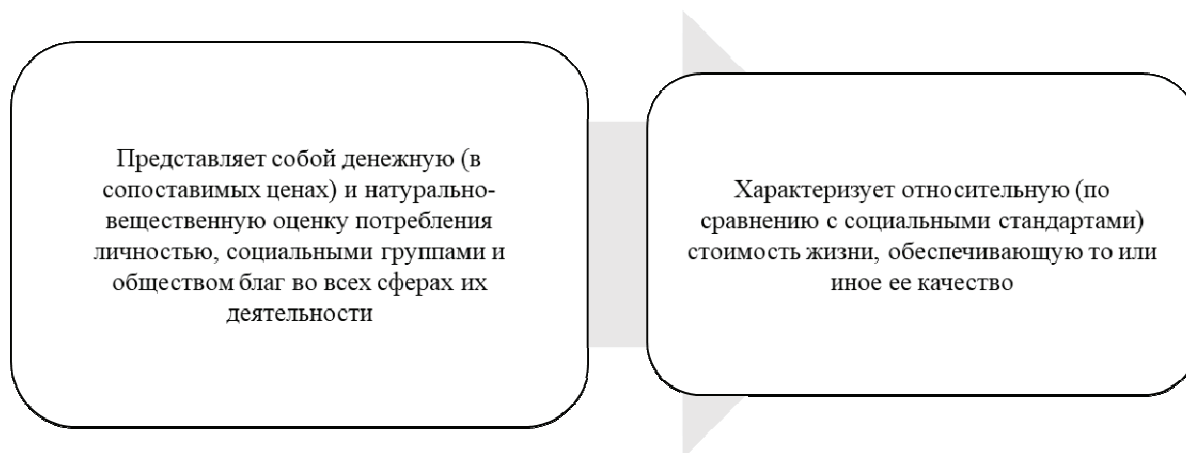 Представляет собой денежную (в
сопоставимых ценах) и натурально-
вещественную оценку потребления
личностью, социальными группами и
обществом благ во всех сферах их
деятельности
Характеризует относительную (по
сравнению с социальными стандартами)
стоимость жизни, обеспечивающую то или
иное ее качество